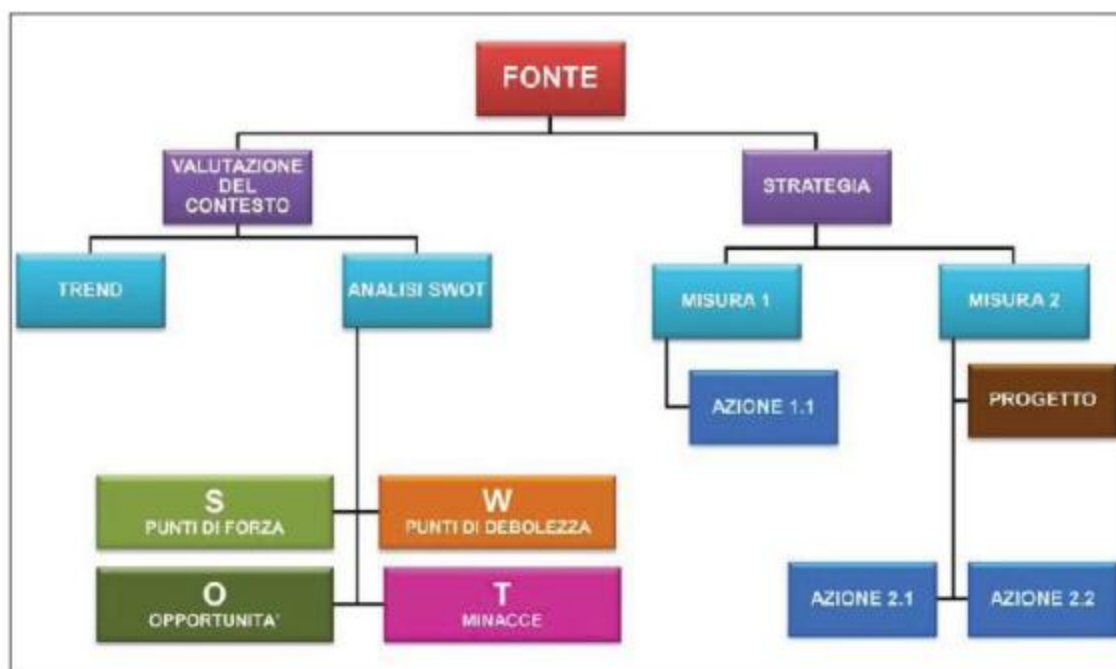 FONTE
VALUTAZIONE
DEL
CONTESTO
STRATEGIA
TREND
ANALISI SWOT
MISURA 1
MISURA 2
AZIONE 1.1
PROGETTO
S
PUNTI DI FORZA
W
PUNTI DI DEBOLEZZA
O
OPPORTUNITA'
T
MINACCE
AZIONE 2.1
AZIONE 2.2